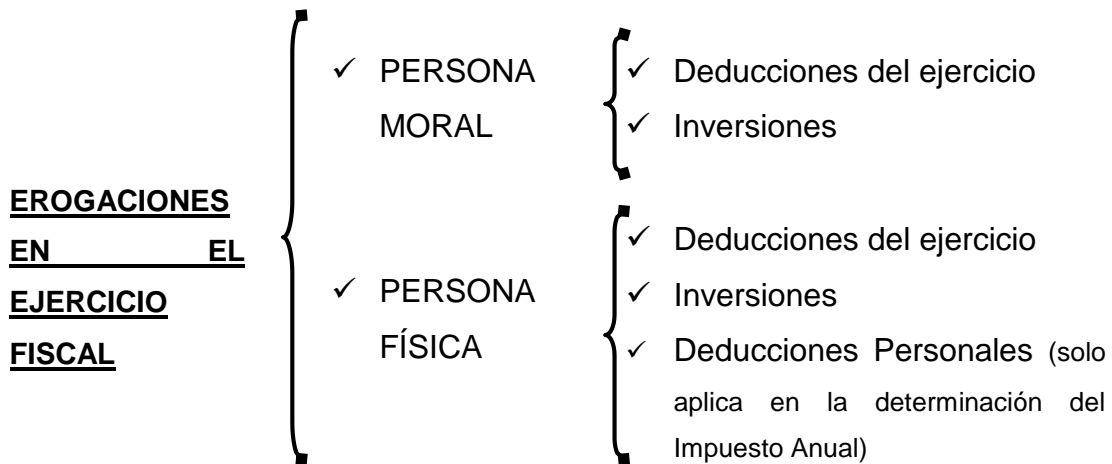 EROGACIONES
EN EL
EJERCICIO
FISCAL
✓ PERSONA
MORAL
✓ Deducciones del ejercicio
✓ Inversiones
✓ PERSONA
FÍSICA
✓ Deducciones del ejercicio
✓ Inversiones
✓ Deducciones Personales (solo
aplica en la determinación del
Impuesto Anual)